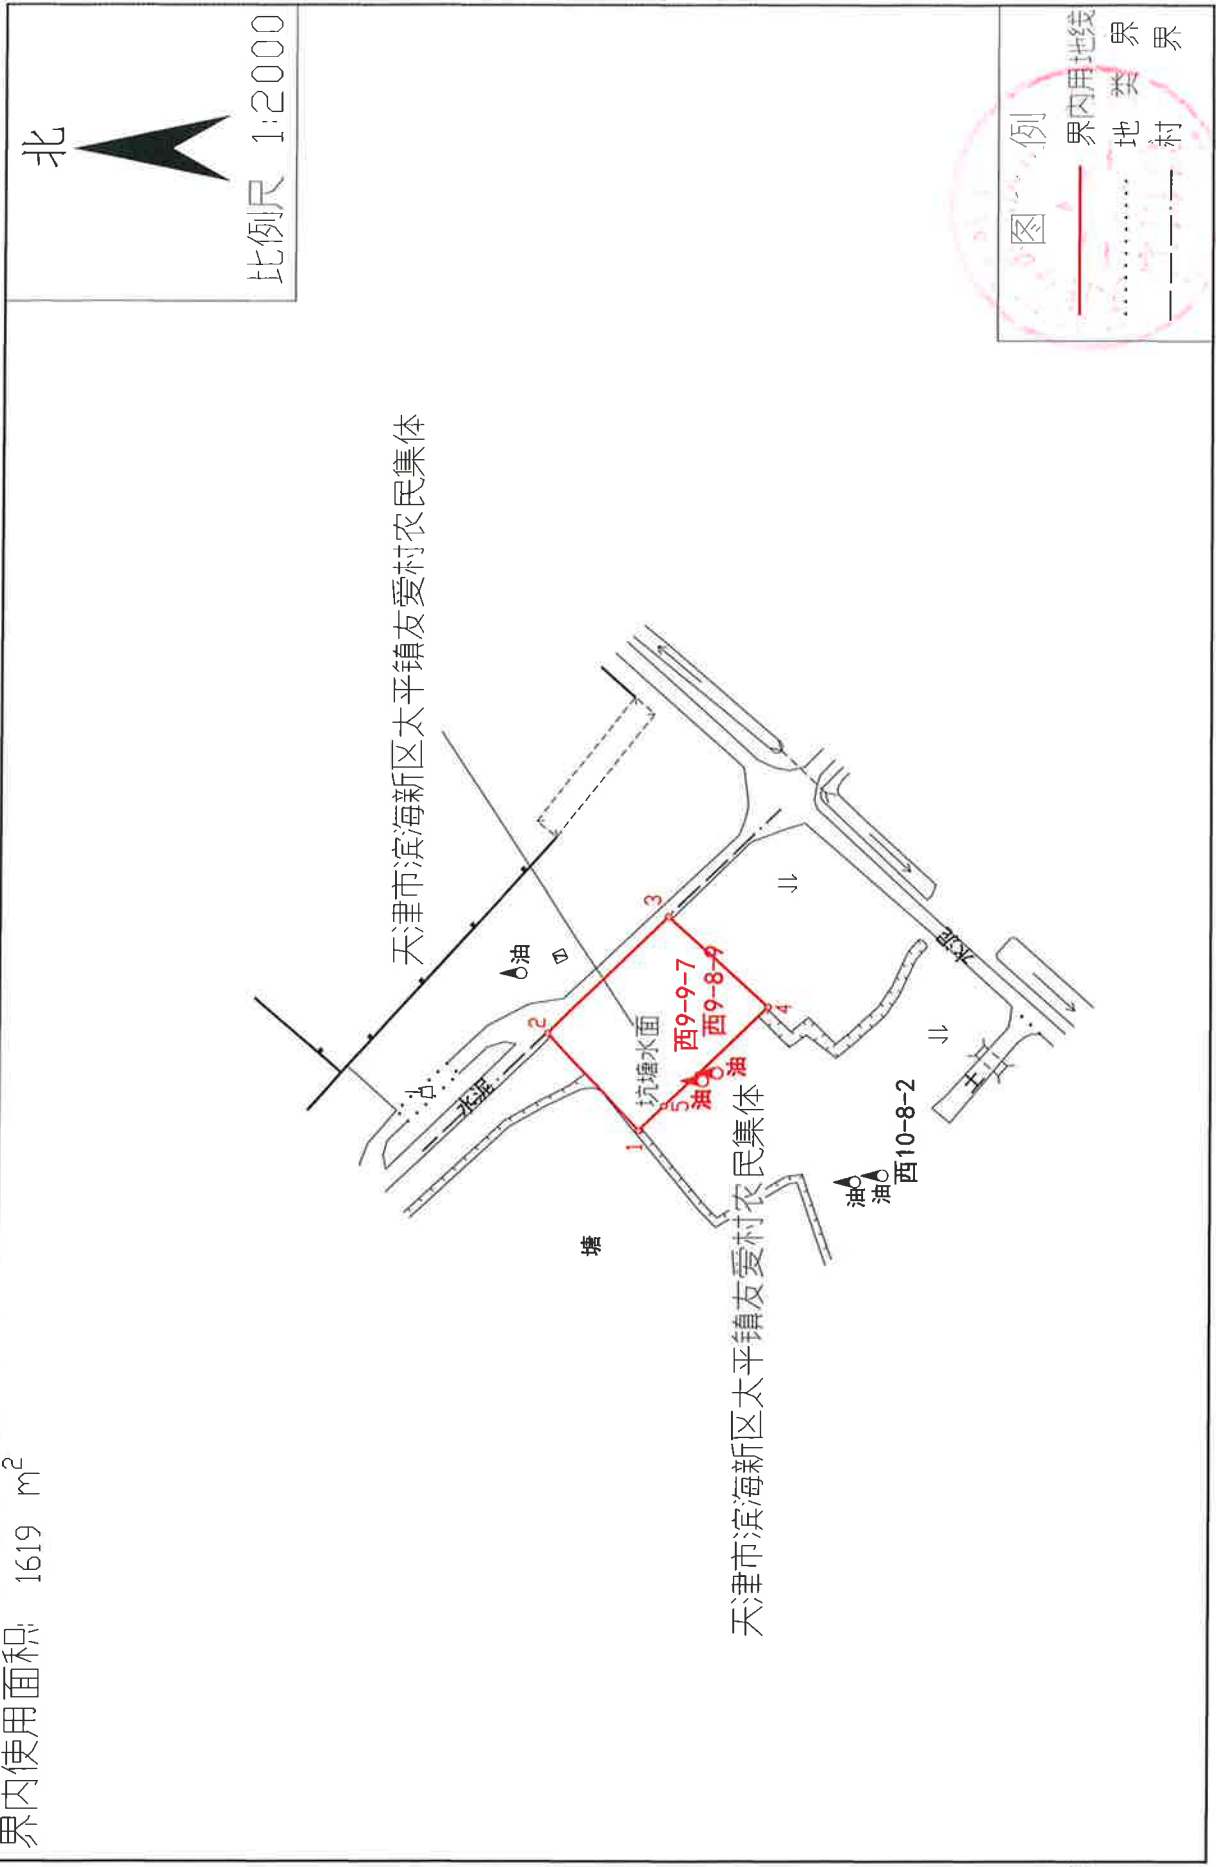 界内使用面积: 1619 m²
北
比例尺 1:2000
天津市滨海新区太平镇友爱村农民集体
油
水泥
2
3
坑塘水面
西9-9-7
西9-8-9
1
5
4
油
油
塘
天津市滨海新区太平镇友爱村农民集体
油
油
西10-8-2
水泥
土
图例
界内用地线
地类界
村界